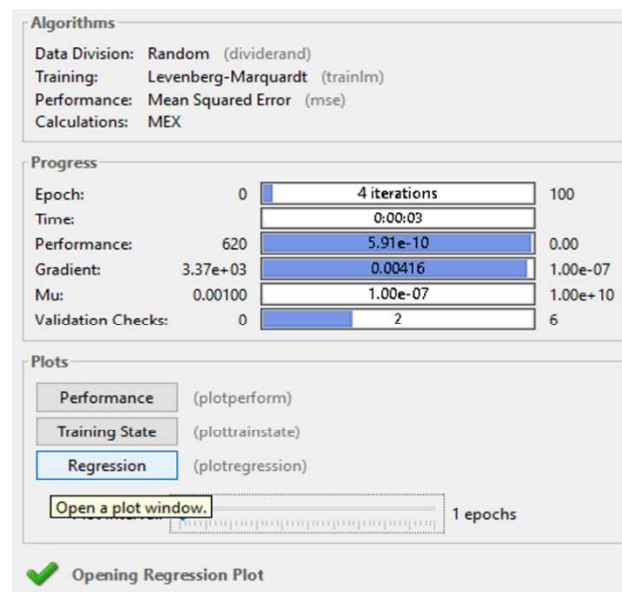 Algorithms
Data Division: Random (dividerand)
Training: Levenberg-Marquardt (trainlm)
Performance: Mean Squared Error (mse)
Calculations: MEX
Progress
Epoch: 0 4 iterations 100
Time: 0:00:03
Performance: 620 5.91e-10 0.00
Gradient: 3.37e+03 0.00416 1.00e-07
Mu: 0.00100 1.00e-07 1.00e+10
Validation Checks: 0 2 6
Plots
Performance (plotperform)
Training State (plottrainstate)
Regression (plotregression)
Open a plot window. 1 epochs
Opening Regression Plot